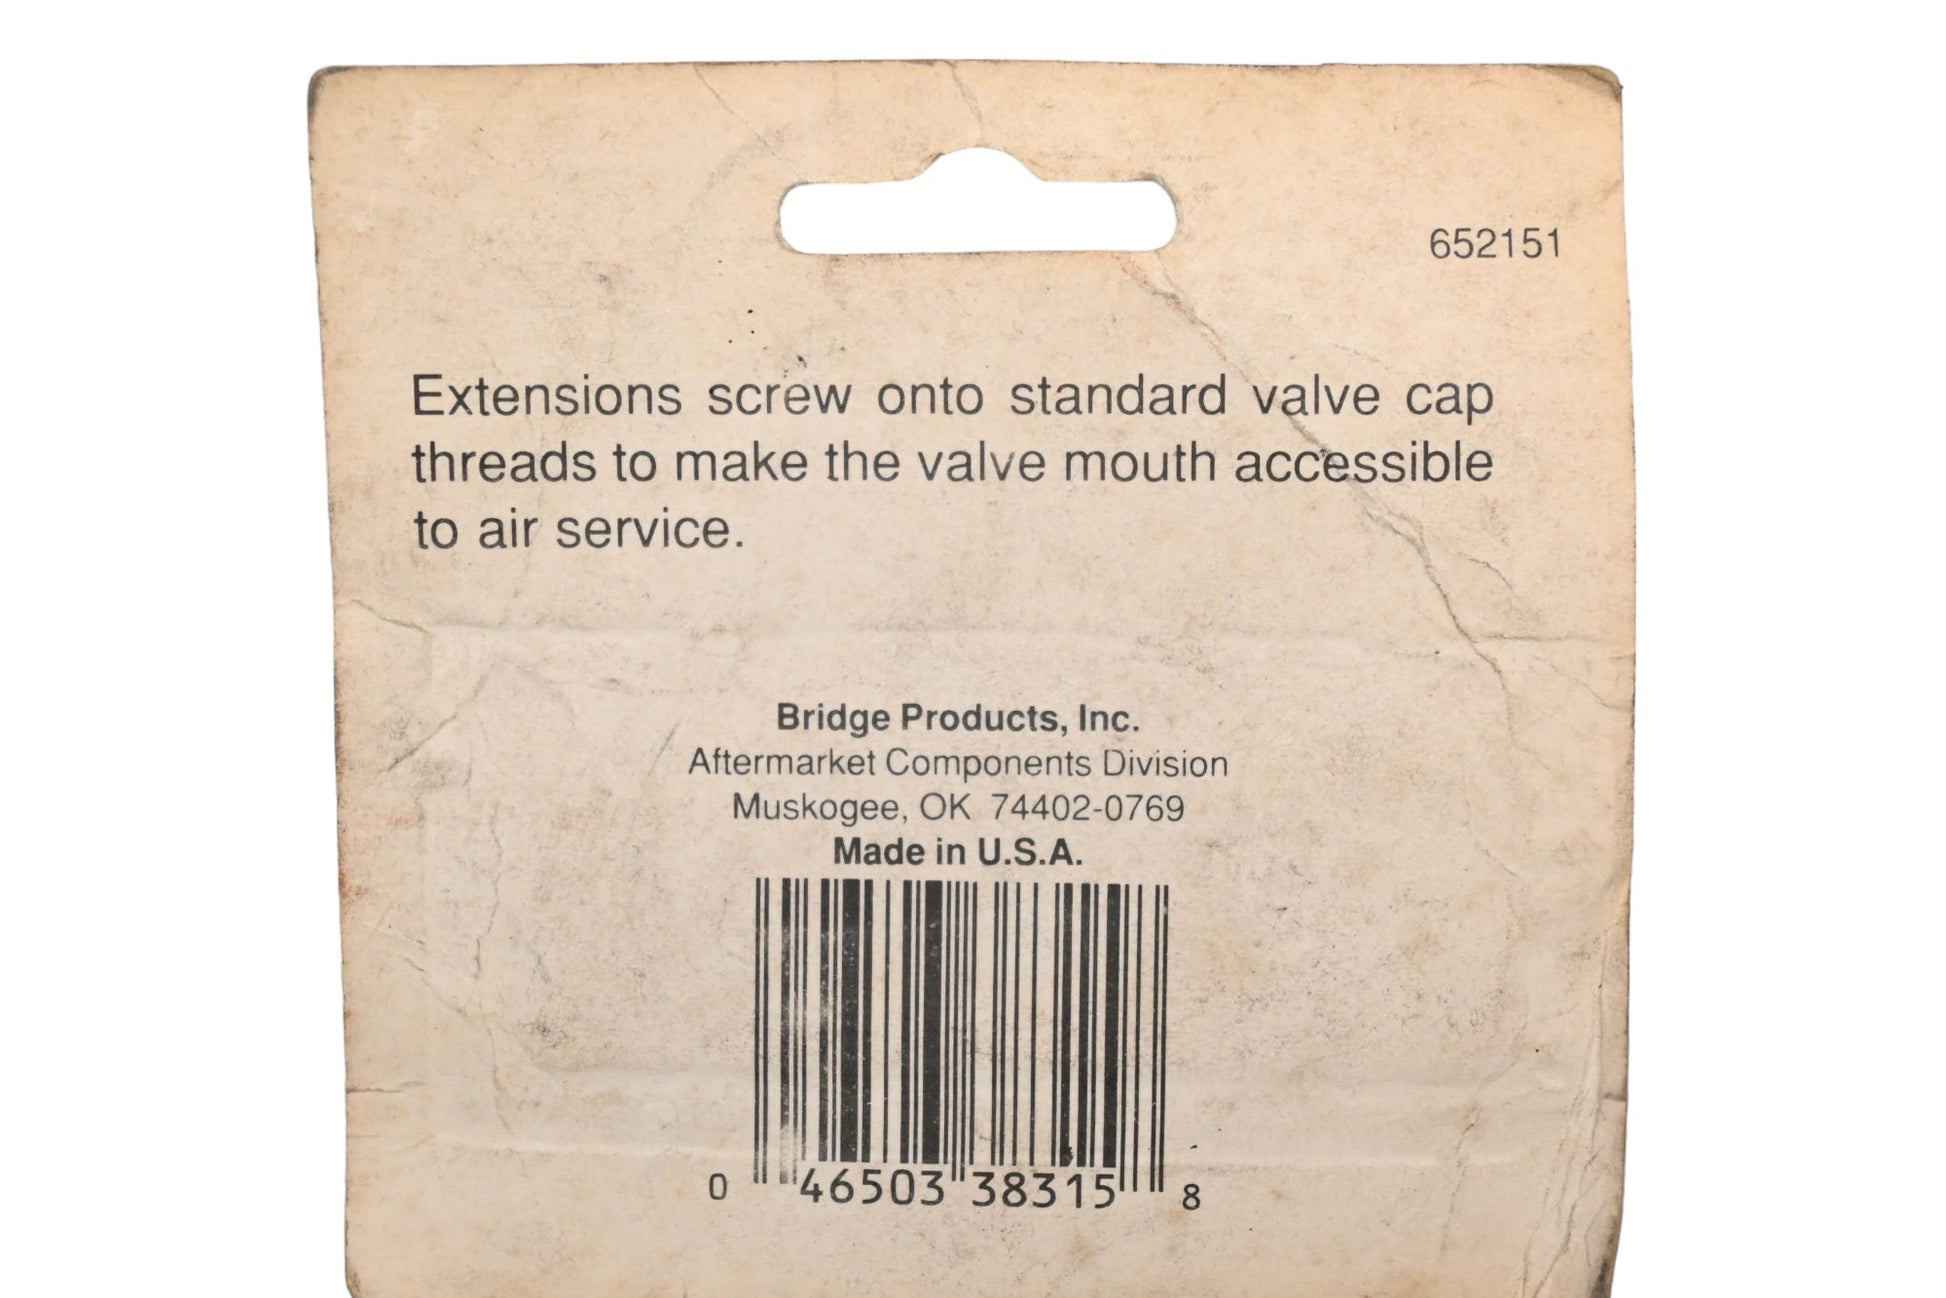 652151
Extensions screw onto standard valve cap
threads to make the valve mouth accessible
to air service.
Bridge Products, Inc.
Aftermarket Components Division
Muskogee, OK 74402-0769
Made in U.S.A.
0 46503 38315 8